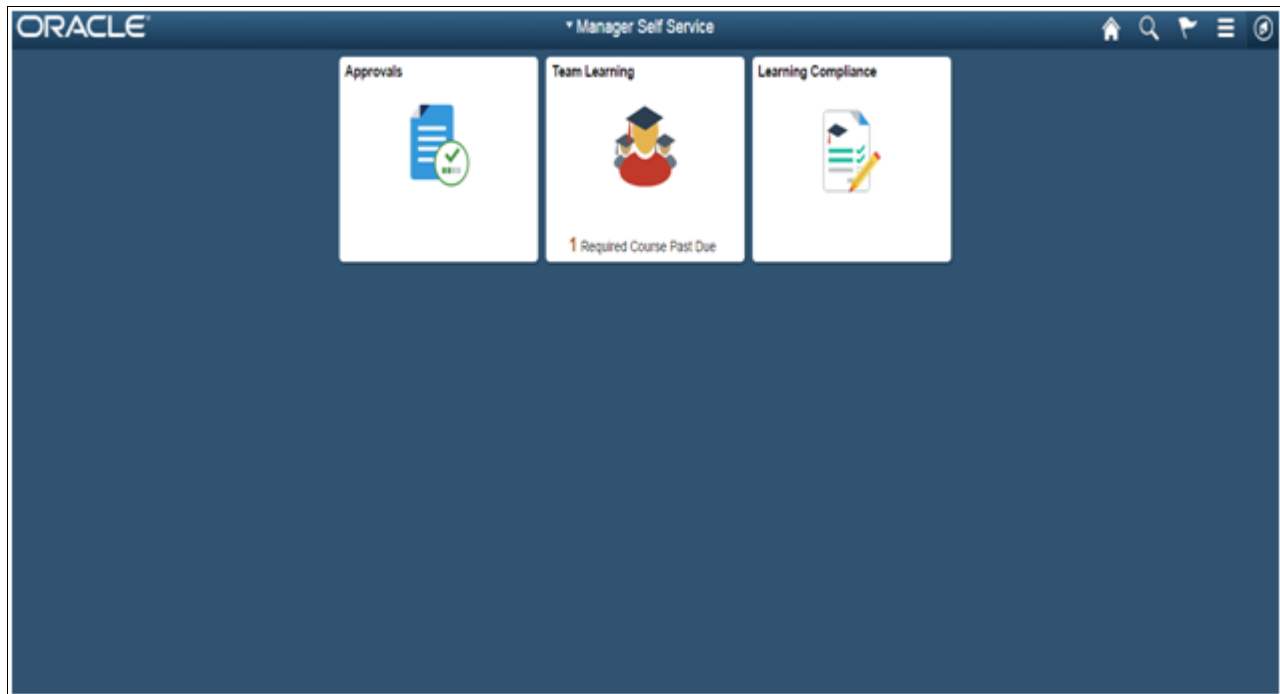 ORACLE
▾ Manager Self Service
Approvals
Team Learning
Learning Compliance
1 Required Course Past Due